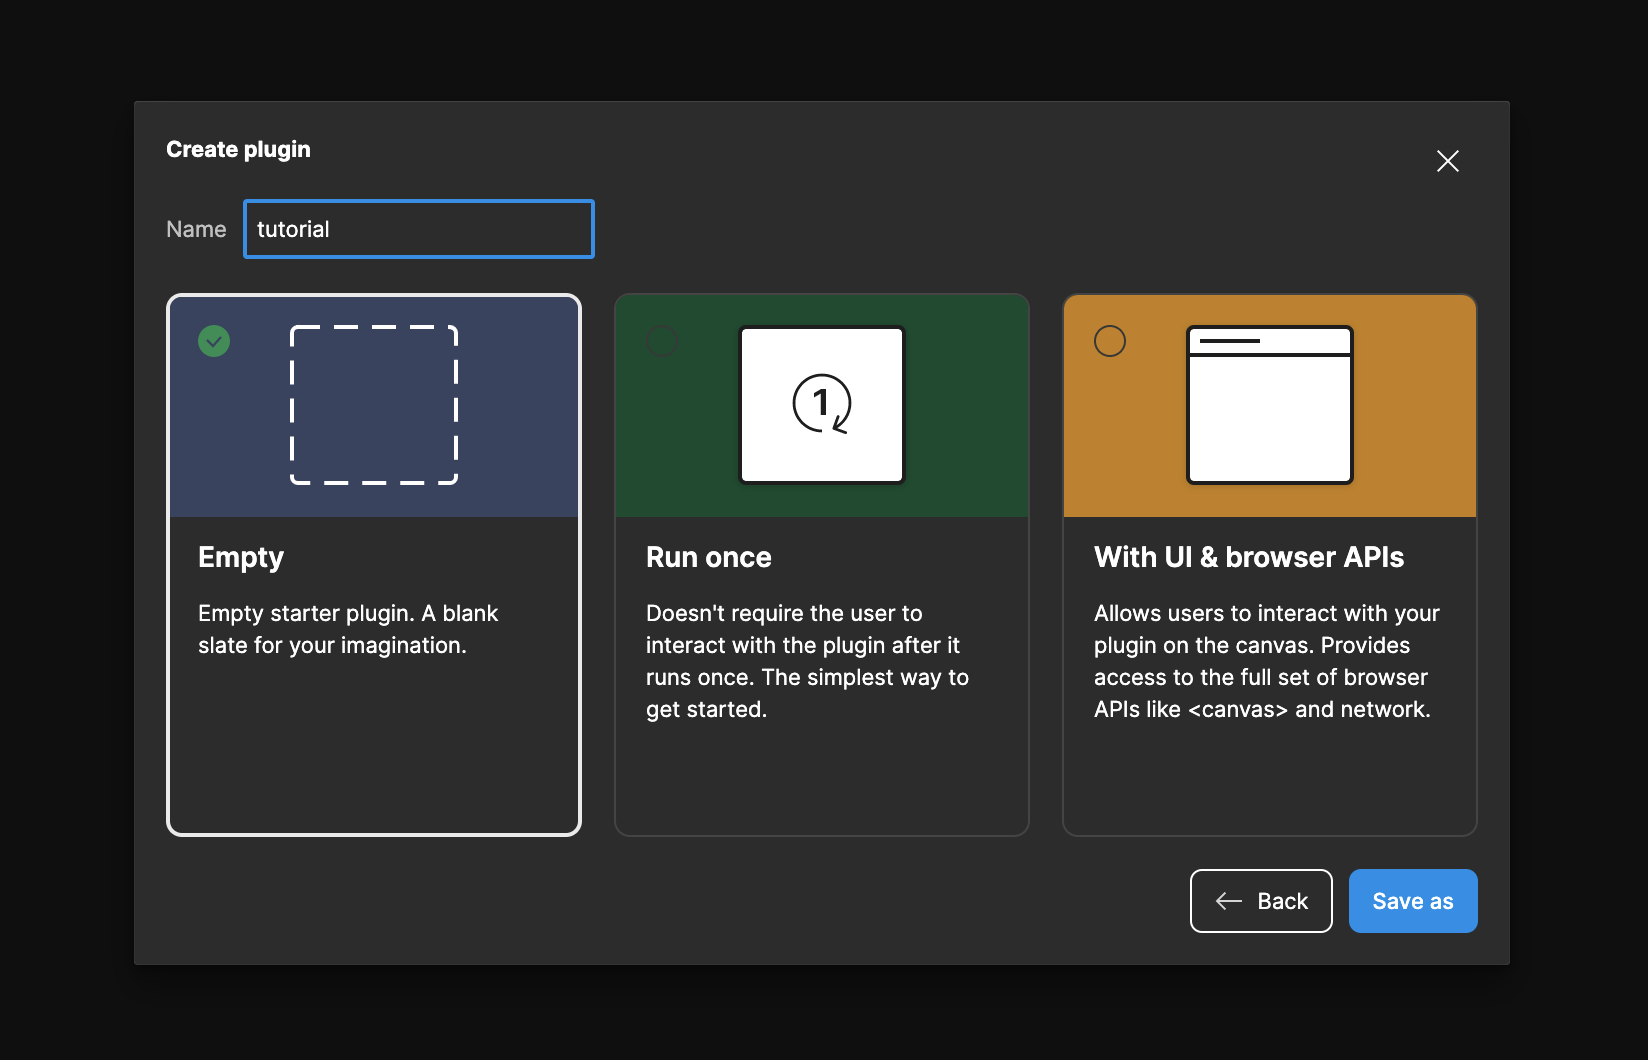 Create plugin
Name tutorial
1
Empty
Empty starter plugin. A blank
slate for your imagination.
Run once
Doesn't require the user to
interact with the plugin after it
runs once. The simplest way to
get started.
With UI & browser APIs
Allows users to interact with your
plugin on the canvas. Provides
access to the full set of browser
APIs like <canvas> and network.
Back
Save as